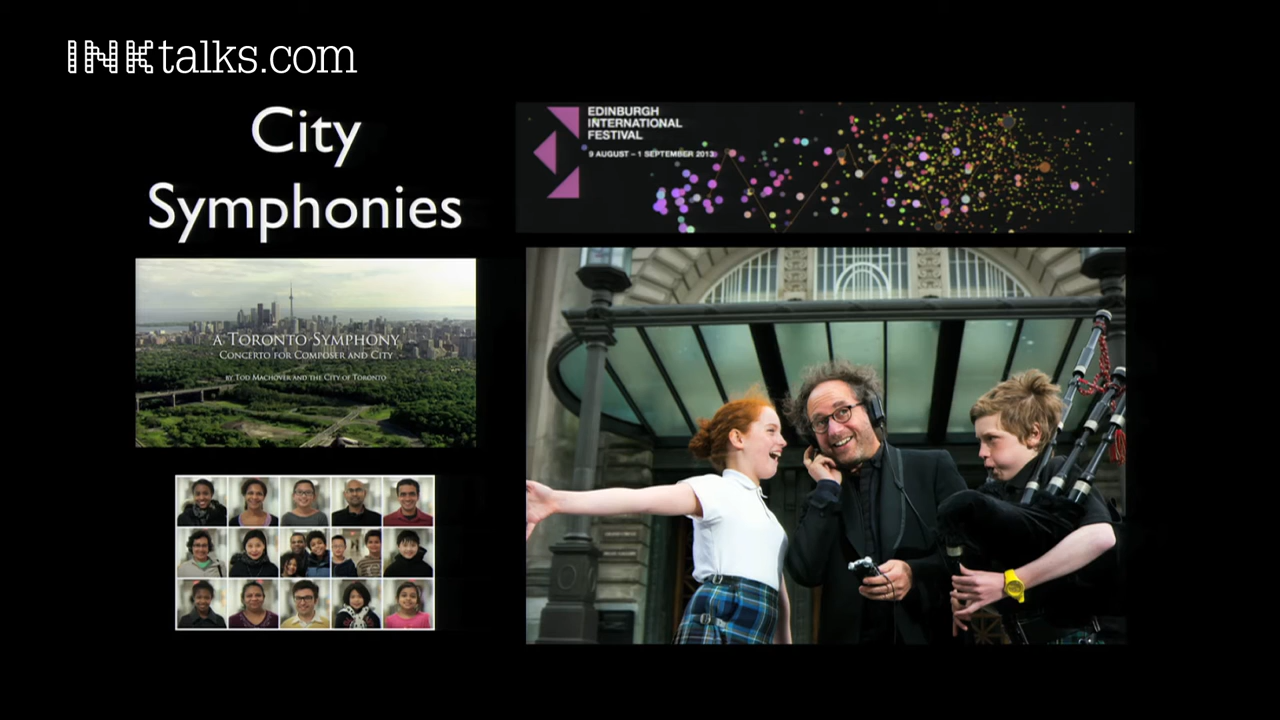 INKtalks.com
City
Symphonies
EDINBURGH
INTERNATIONAL
FESTIVAL
9 AUGUST – 1 SEPTEMBER 2013
A TORONTO SYMPHONY
CONCERTO FOR COMPOSER AND CITY
BY TOD MACHOVER AND THE CITY OF TORONTO